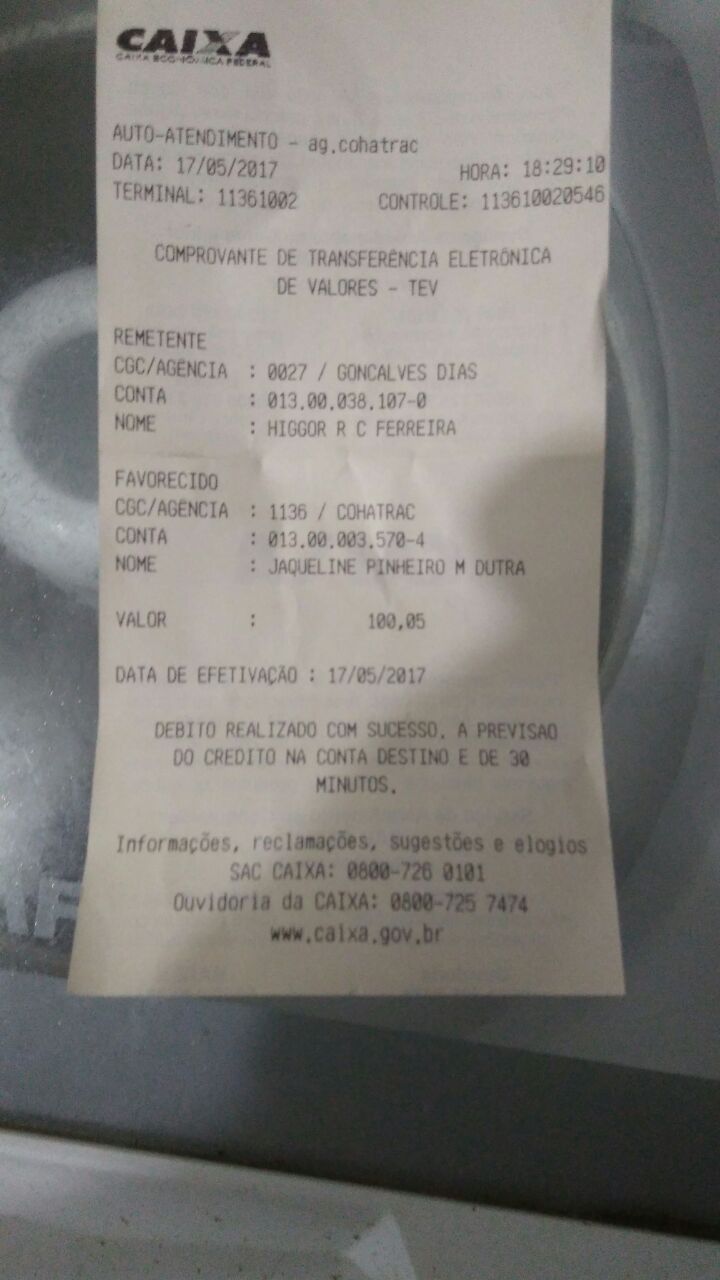 CAIXA
CAIXA ECONÔMICA FEDERAL
AUTO-ATENDIMENTO - ag.cohatrac
DATA: 17/05/2017 HORA: 18:29:10
TERMINAL: 11361002 CONTROLE: 113610020546
COMPROVANTE DE TRANSFERÊNCIA ELETRÔNICA
DE VALORES - TEV
REMETENTE
CGC/AGÊNCIA : 0027 / GONCALVES DIAS
CONTA : 013.00.038.107-0
NOME : HIGGOR R C FERREIRA
FAVORECIDO
CGC/AGÊNCIA : 1136 / COHATRAC
CONTA : 013.00.003.570-4
NOME : JAQUELINE PINHEIRO M DUTRA
VALOR : 100,05
DATA DE EFETIVAÇÃO : 17/05/2017
DEBITO REALIZADO COM SUCESSO. A PREVISAO
DO CREDITO NA CONTA DESTINO E DE 30
MINUTOS.
Informações, reclamações, sugestões e elogios
SAC CAIXA: 0800-726 0101
Ouvidoria da CAIXA: 0800-725 7474
www.caixa.gov.br